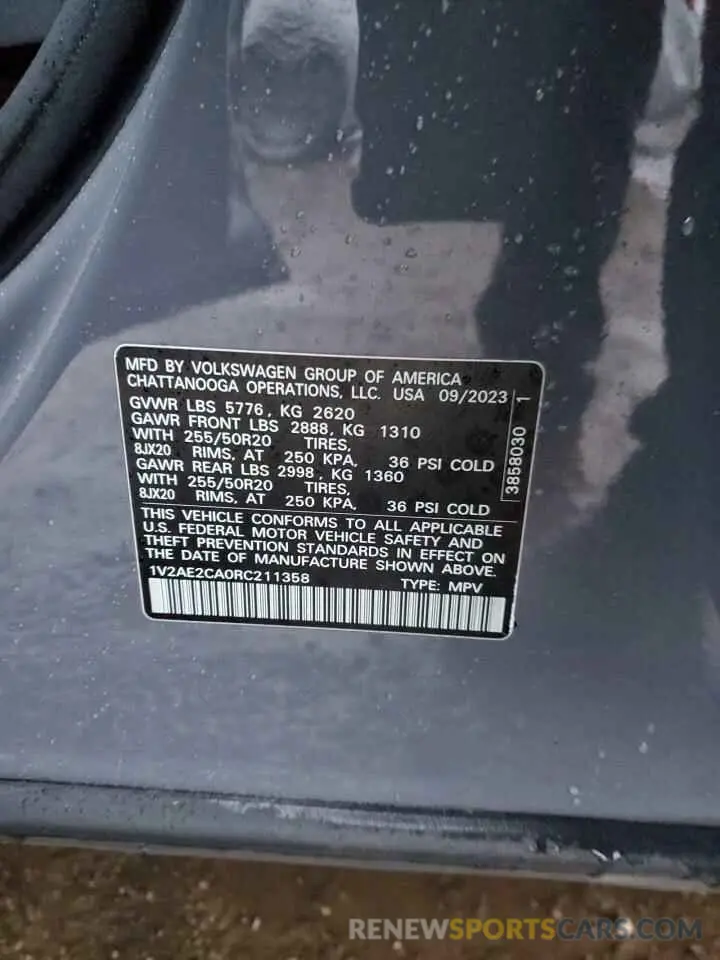 MFD BY VOLKSWAGEN GROUP OF AMERICA
CHATTANOOGA OPERATIONS, LLC. USA 09/2023
GVWR LBS 5776, KG 2620
GAWR FRONT LBS 2888, KG 1310
WITH 255/50R20 TIRES,
8JX20 RIMS, AT 250 KPA, 36 PSI COLD
GAWR REAR LBS 2998, KG 1360
WITH 255/50R20 TIRES,
8JX20 RIMS, AT 250 KPA, 36 PSI COLD
3858030 1
THIS VEHICLE CONFORMS TO ALL APPLICABLE
U.S. FEDERAL MOTOR VEHICLE SAFETY AND
THEFT PREVENTION STANDARDS IN EFFECT ON
THE DATE OF MANUFACTURE SHOWN ABOVE.
1V2AE2CA0RC211358 TYPE: MPV
RENEWSPORTSCARS.COM